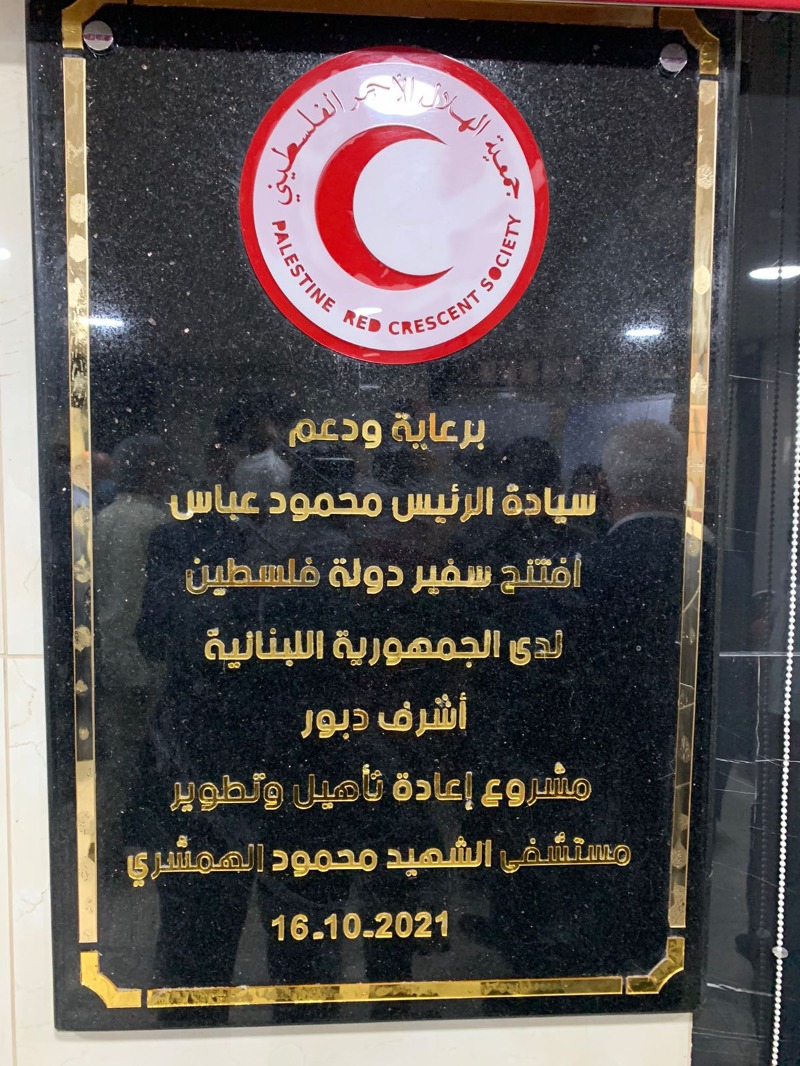 جمعية الهلال الأحمر الفلسطيني
PALESTINE RED CRESCENT SOCIETY
برعاية ودعم
سيادة الرئيس محمود عباس
افتتح سفير دولة فلسطين
لدى الجمهورية اللبنانية
أشرف دبور
مشروع إعادة تأهيل وتطوير
مستشفى الشهيد محمود الهمشري
16-10-2021